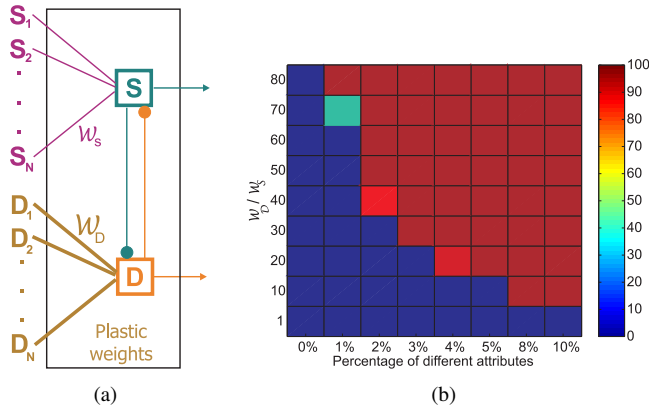 S1
S2
.
.
SN
𝒲S
S
D1
D2
.
.
DN
𝒲D
D
Plastic
weights
(a)
𝒲D / 𝒲S
80
70
60
50
40
30
20
10
1
0% 1% 2% 3% 4% 5% 8% 10%
Percentage of different attributes
100
90
80
70
60
50
40
30
20
10
0
(b)